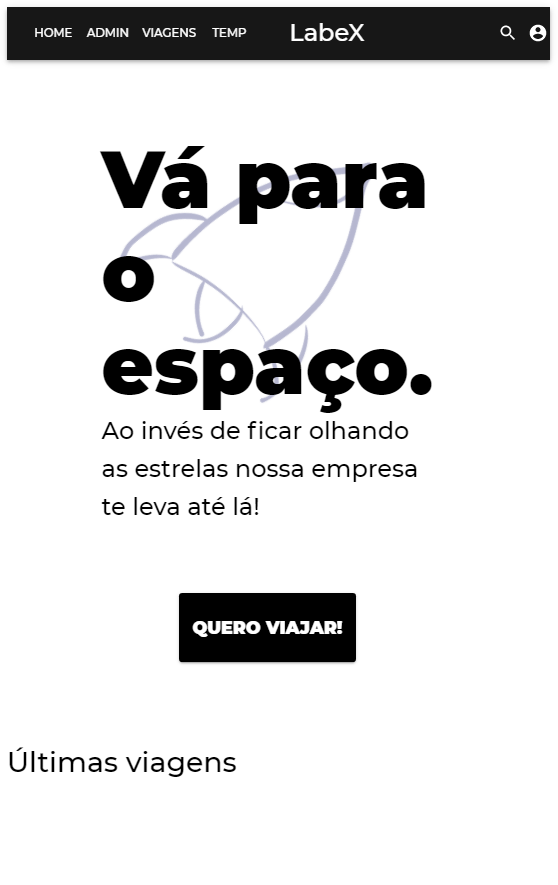 HOME ADMIN VIAGENS TEMP LabeX
Vá para
o
espaço.
Ao invés de ficar olhando
as estrelas nossa empresa
te leva até lá!
QUERO VIAJAR!
Últimas viagens